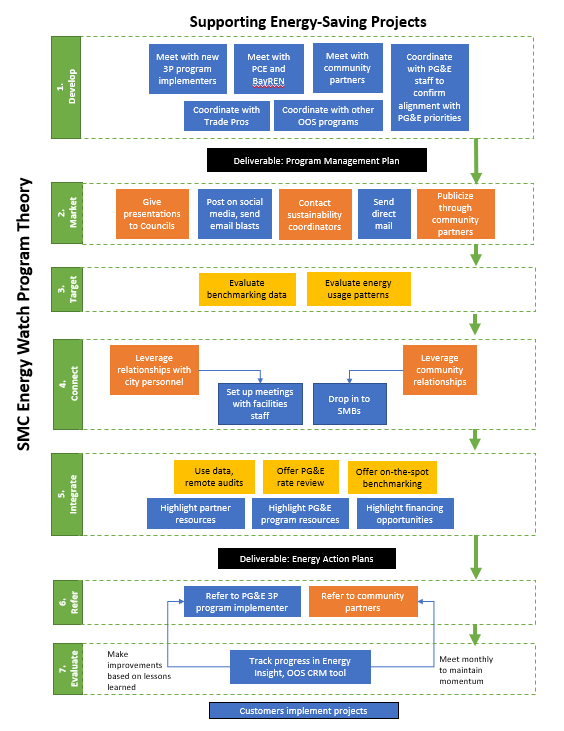 Supporting Energy-Saving Projects
SMC Energy Watch Program Theory
1.
Develop
Meet with new
3P program
implementers
Meet with
PCE and
BayREN
Meet with
community
partners
Coordinate
with PG&E
staff to
confirm
alignment with
PG&E priorities
Coordinate with
Trade Pros
Coordinate with other
OOS programs
Deliverable: Program Management Plan
2.
Market
Give
presentations
to Councils
Post on social
media, send
email blasts
Contact
sustainability
coordinators
Send
direct
mail
Publicize
through
community
partners
3.
Target
Evaluate
benchmarking data
Evaluate energy
usage patterns
4.
Connect
Leverage
relationships with
city personnel
Leverage
community
relationships
Set up meetings
with facilities
staff
Drop in to
SMBs
5.
Integrate
Use data,
remote audits
Offer PG&E
rate review
Offer on-the-spot
benchmarking
Highlight partner
resources
Highlight PG&E
program resources
Highlight financing
opportunities
Deliverable: Energy Action Plans
6.
Refer
Refer to PG&E 3P
program implementer
Refer to community
partners
7.
Evaluate
Make
improvements
based on lessons
learned
Track progress in Energy
Insight, OOS CRM tool
Meet monthly
to maintain
momentum
Customers implement projects